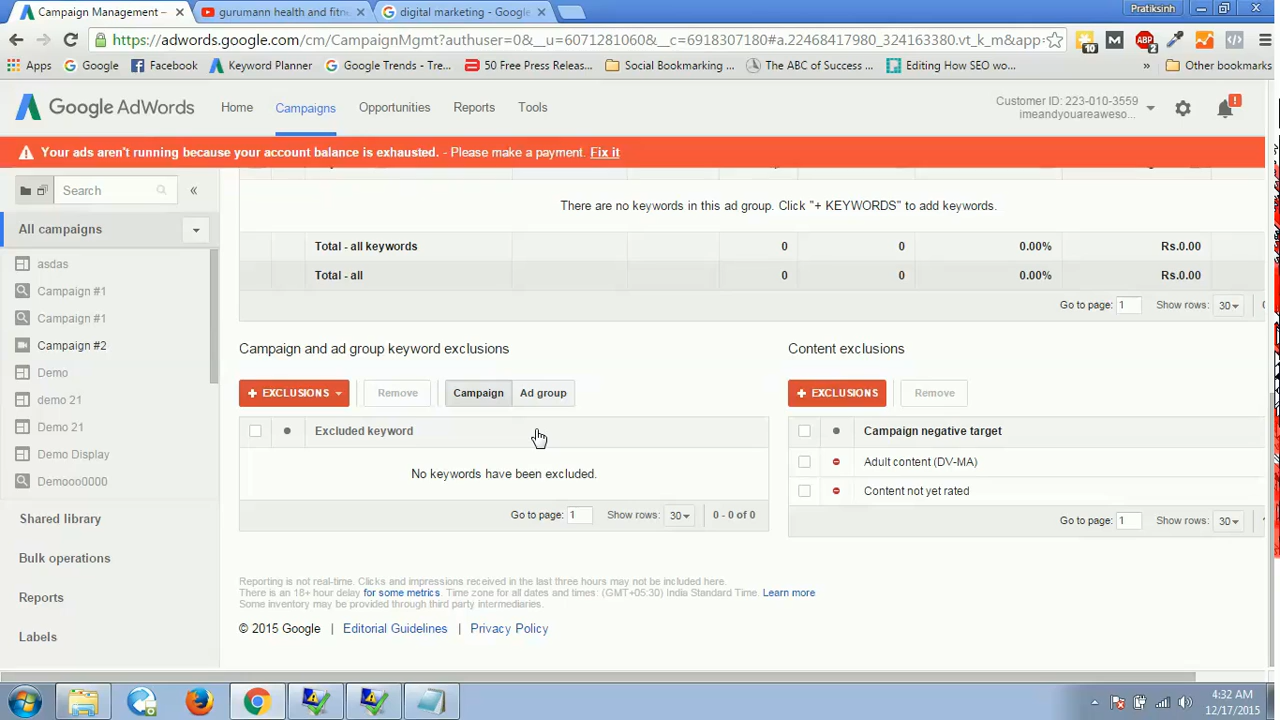 Campaign Management –
gurumann health and fitn
digital marketing - Google
Pratiksinh
https://adwords.google.com/cm/CampaignMgmt?authuser=0&__u=6071281060&__c=6918307180#a.22468417980_324163380.vt_k_m&app=
10
ABP
2
Apps
Google
Facebook
Keyword Planner
Google Trends - Tre...
50 Free Press Releas...
Social Bookmarking ...
The ABC of Success ...
Editing How SEO wo...
»
Other bookmarks
Google AdWords
Home
Campaigns
Opportunities
Reports
Tools
Customer ID: 223-010-3559
imeandyouareaweso...
!
Your ads aren't running because your account balance is exhausted. - Please make a payment. Fix it
Search
«
There are no keywords in this ad group. Click "+ KEYWORDS" to add keywords.
All campaigns
Total - all keywords 0 0 0.00% Rs.0.00
Total - all 0 0 0.00% Rs.0.00
asdas
Campaign #1
Campaign #1
Campaign #2
Demo
demo 21
Demo 21
Demo Display
Demooo0000
Shared library
Bulk operations
Reports
Labels
Go to page: 1 Show rows: 30
Campaign and ad group keyword exclusions
+ EXCLUSIONS
Remove
Campaign
Ad group
Excluded keyword
No keywords have been excluded.
Go to page: 1 Show rows: 30 0 - 0 of 0
Content exclusions
+ EXCLUSIONS
Remove
Campaign negative target
Adult content (DV-MA)
Content not yet rated
Go to page: 1 Show rows: 30
Reporting is not real-time. Clicks and impressions received in the last three hours may not be included here.
There is an 18+ hour delay for some metrics. Time zone for all dates and times: (GMT+05:30) India Standard Time. Learn more
Some inventory may be provided through third party intermediaries.
© 2015 Google | Editorial Guidelines | Privacy Policy
4:32 AM
12/17/2015